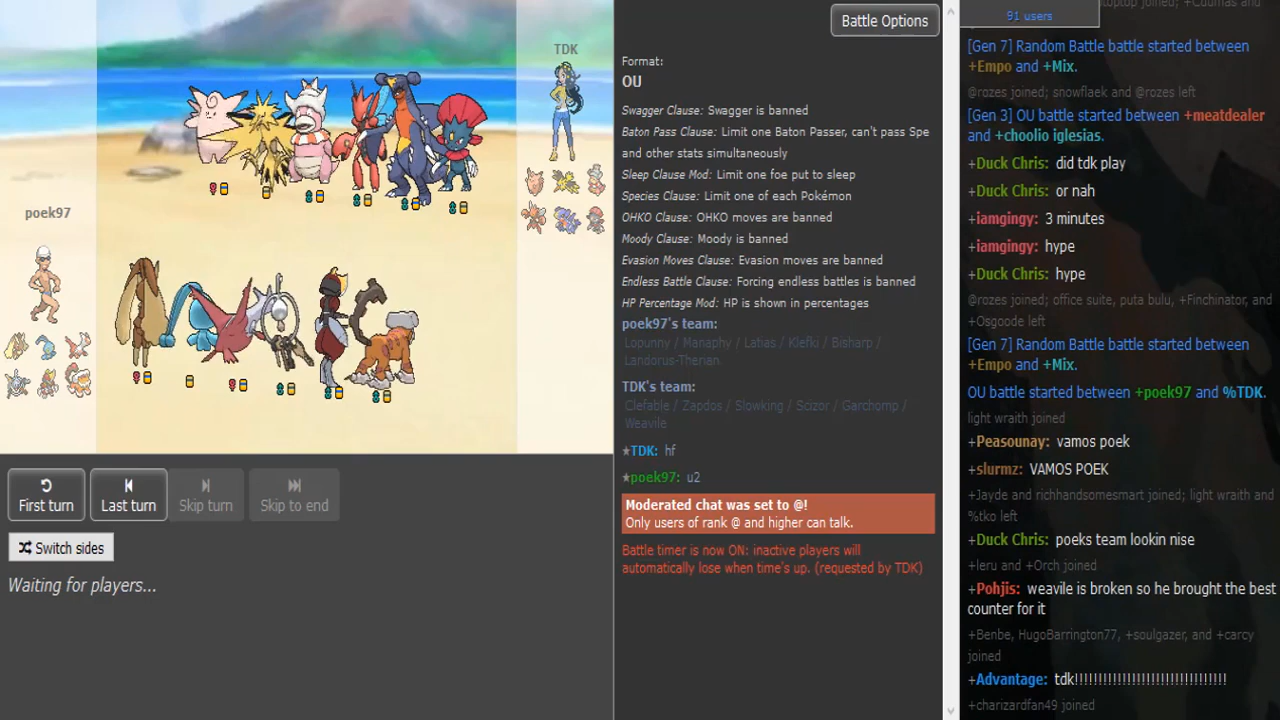 TDK
poek97
First turn
Last turn
Skip turn
Skip to end
Switch sides
Waiting for players...
Battle Options
Format:
OU
Swagger Clause: Swagger is banned
Baton Pass Clause: Limit one Baton Passer, can't pass Spe
and other stats simultaneously
Sleep Clause Mod: Limit one foe put to sleep
Species Clause: Limit one of each Pokémon
OHKO Clause: OHKO moves are banned
Moody Clause: Moody is banned
Evasion Moves Clause: Evasion moves are banned
Endless Battle Clause: Forcing endless battles is banned
HP Percentage Mod: HP is shown in percentages
poek97's team:
Lopunny / Manaphy / Latias / Klefki / Bisharp /
Landorus-Therian.
TDK's team:
Clefable / Zapdos / Slowking / Scizor / Garchomp /
Weavile
★TDK: hf
★poek97: u2
Moderated chat was set to @!
Only users of rank @ and higher can talk.
Battle timer is now ON: inactive players will
automatically lose when time's up. (requested by TDK)
91 users
joined;
[Gen 7] Random Battle battle started between
+Empo and +Mix.
@rozes joined; snowflaek and @rozes left
[Gen 3] OU battle started between +meatdealer
and +choolio iglesias.
+Duck Chris: did tdk play
+Duck Chris: or nah
+iamgingy: 3 minutes
+iamgingy: hype
+Duck Chris: hype
@rozes joined; office suite, puta bulu, +Finchinator, and
+Osgoode left
[Gen 7] Random Battle battle started between
+Empo and +Mix.
OU battle started between +poek97 and %TDK.
light wraith joined
+Peasounay: vamos poek
+slurmz: VAMOS POEK
+Jayde and richhandsomesmart joined; light wraith and
%tko left
+Duck Chris: poeks team lookin nise
+leru and +Orch joined
+Pohjis: weavile is broken so he brought the best
counter for it
+Benbe, HugoBarrington77, +soulgazer, and +carcy
joined
+Advantage: tdk!!!!!!!!!!!!!!!!!!!!!!!!!!!!!!!!
+charizardfan49 joined